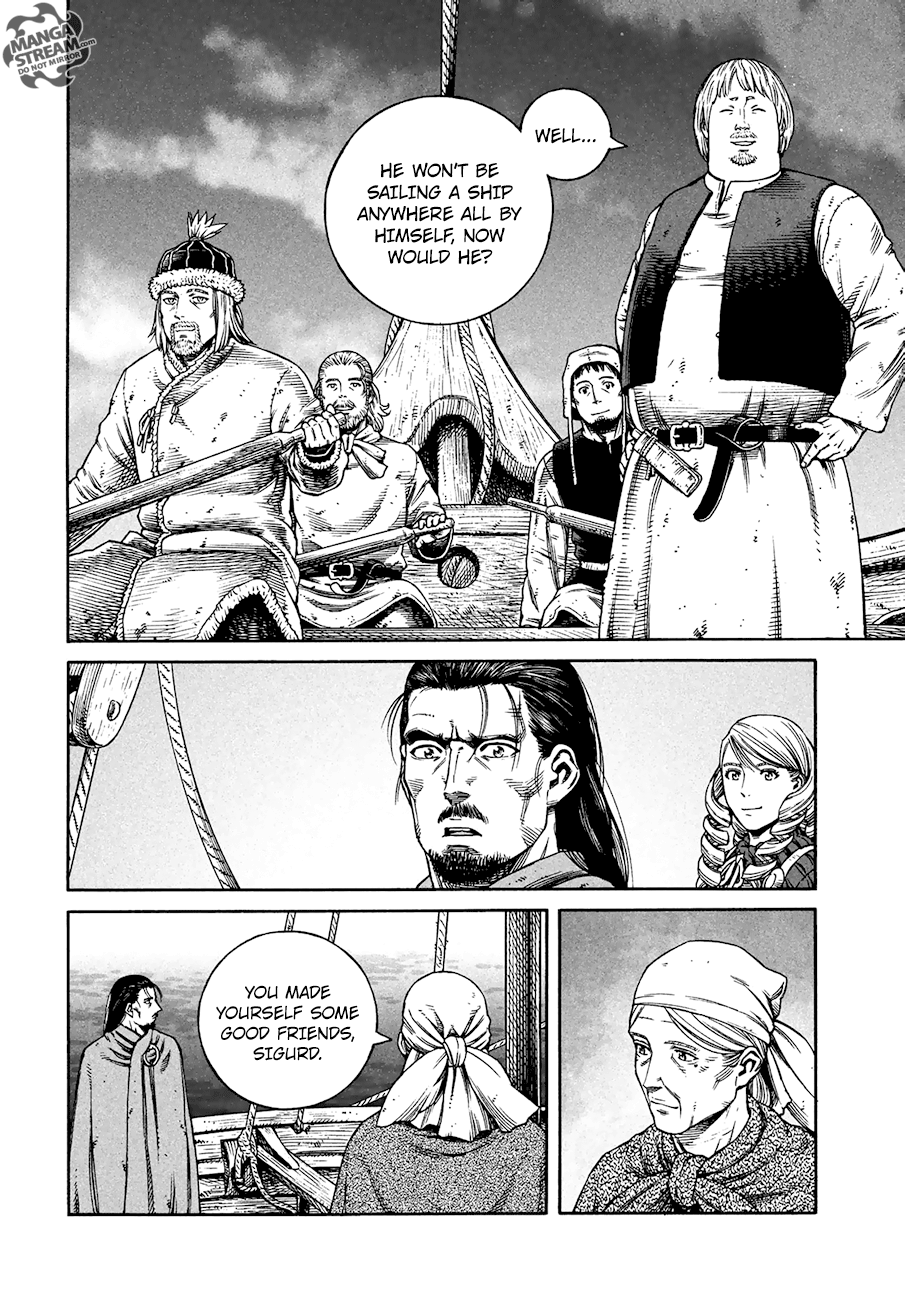 MANGA
STREAM.com
DO NOT MIRROR
WELL...
HE WON'T BE
SAILING A SHIP
ANYWHERE ALL BY
HIMSELF, NOW
WOULD HE?
YOU MADE
YOURSELF SOME
GOOD FRIENDS,
SIGURD.